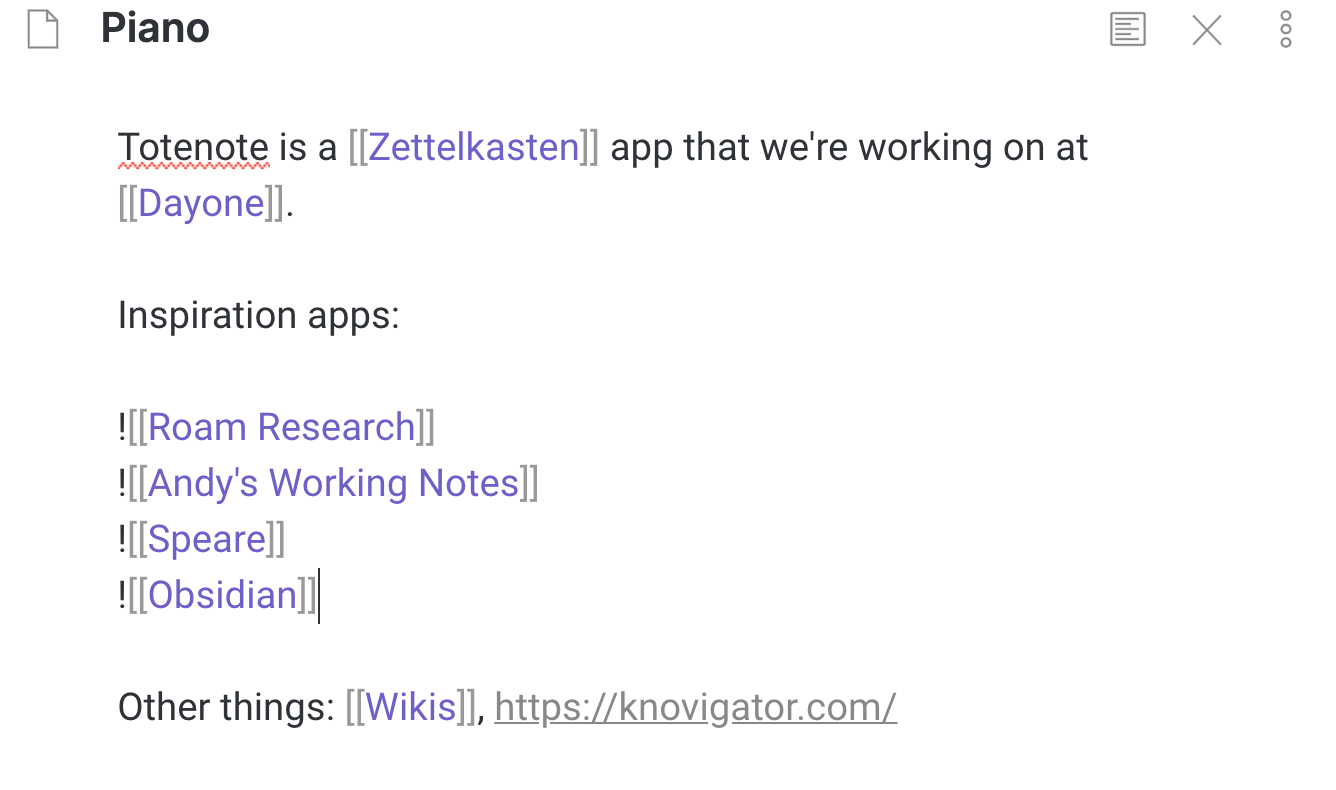 Piano
Totenote is a [[Zettelkasten]] app that we're working on at
[[Dayone]].
Inspiration apps:
![[Roam Research]]
![[Andy's Working Notes]]
![[Speare]]
![[Obsidian]]
Other things: [[Wikis]], https://knovigator.com/